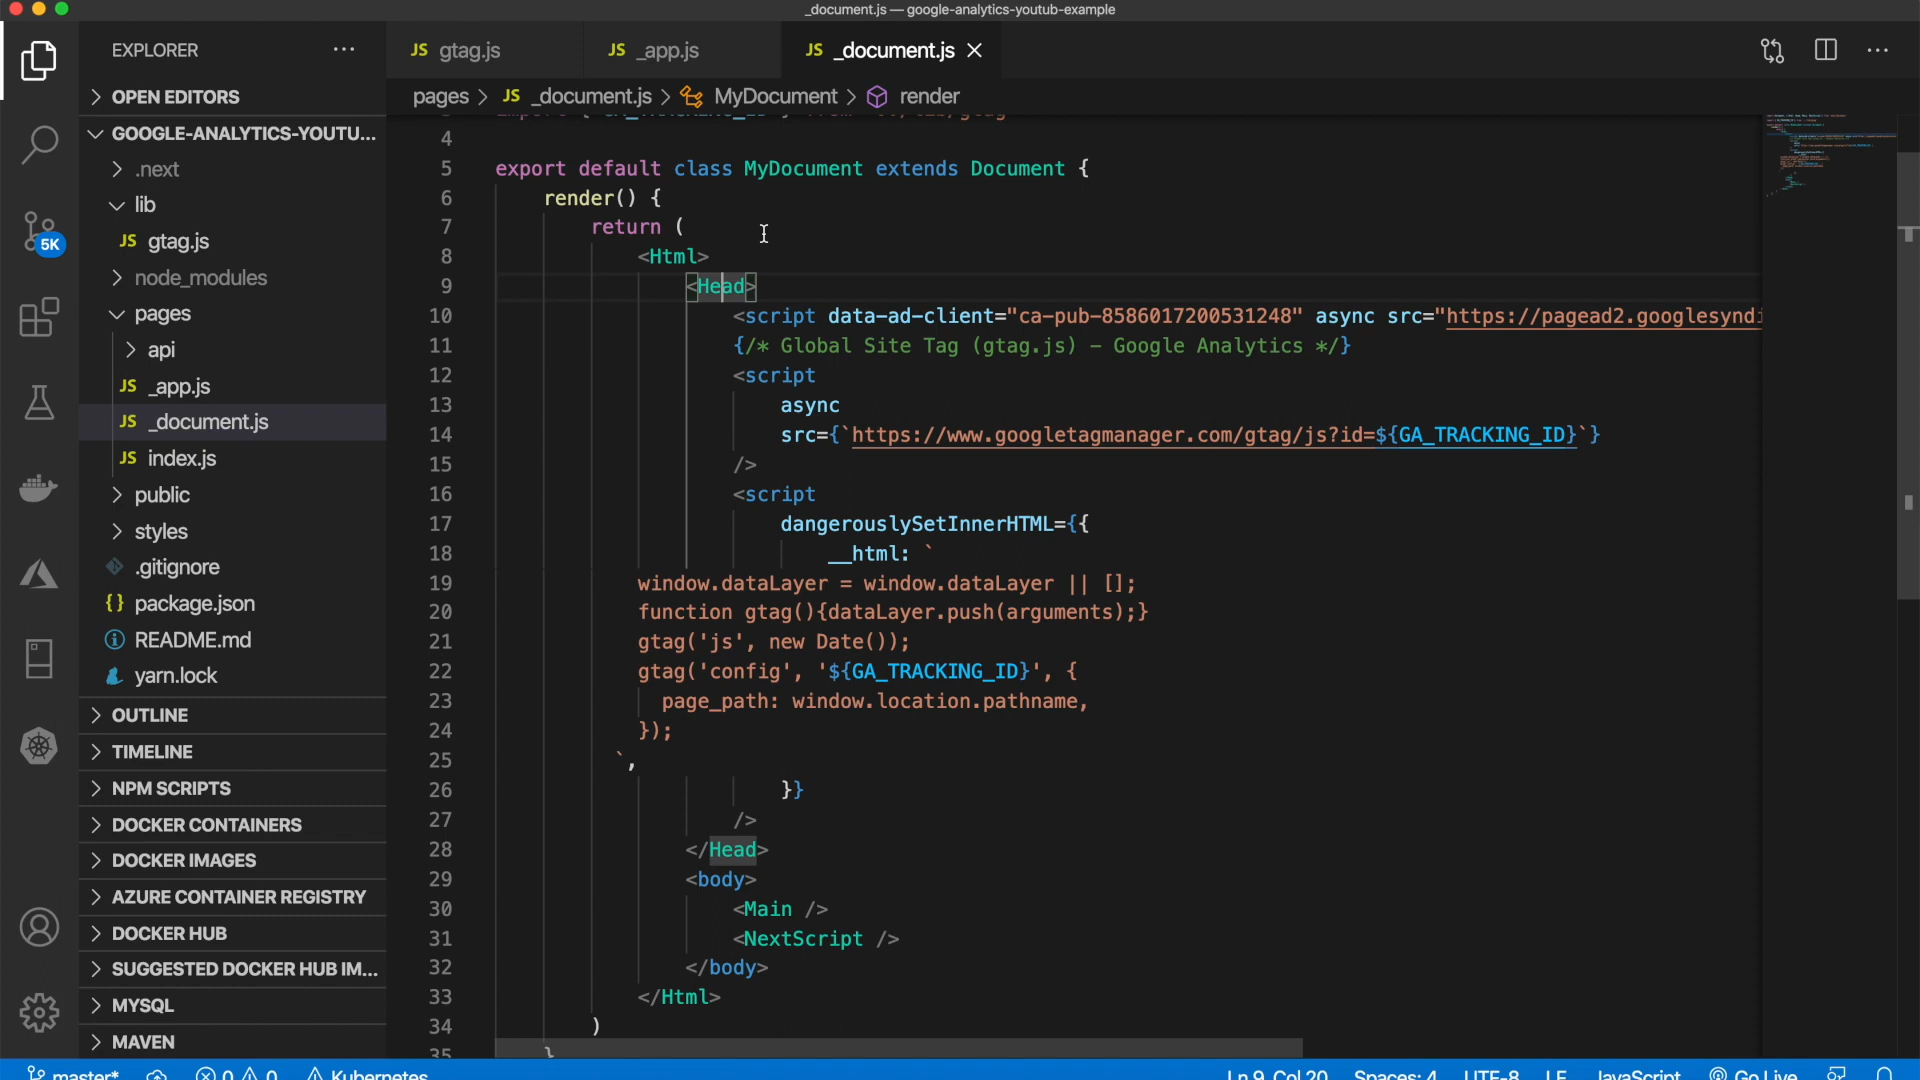 _document.js — google-analytics-youtub-example
EXPLORER
OPEN EDITORS
GOOGLE-ANALYTICS-YOUTU...
.next
lib
JS gtag.js
node_modules
pages
api
JS _app.js
JS _document.js
JS index.js
public
styles
.gitignore
{} package.json
README.md
yarn.lock
OUTLINE
TIMELINE
NPM SCRIPTS
DOCKER CONTAINERS
DOCKER IMAGES
AZURE CONTAINER REGISTRY
DOCKER HUB
SUGGESTED DOCKER HUB IM...
MYSQL
MAVEN
5K
JS gtag.js
JS _app.js
JS _document.js
pages > JS _document.js > MyDocument > render
4
5 export default class MyDocument extends Document {
6 render() {
7 return (
8 <Html>
9 <Head>
10 <script data-ad-client="ca-pub-8586017200531248" async src="https://pagead2.googlesyndi
11 {/* Global Site Tag (gtag.js) - Google Analytics */}
12 <script
13 async
14 src={`https://www.googletagmanager.com/gtag/js?id=${GA_TRACKING_ID}`}
15 />
16 <script
17 dangerouslySetInnerHTML={{
18 __html: `
19 window.dataLayer = window.dataLayer || [];
20 function gtag(){dataLayer.push(arguments);}
21 gtag('js', new Date());
22 gtag('config', '${GA_TRACKING_ID}', {
23 page_path: window.location.pathname,
24 });
25 `,
26 }}
27 />
28 </Head>
29 <body>
30 <Main />
31 <NextScript />
32 </body>
33 </Html>
34 )
35 }
master* 0 0 Kubernetes
Ln 9, Col 20 Spaces: 4 UTF-8 LF JavaScript Go Live